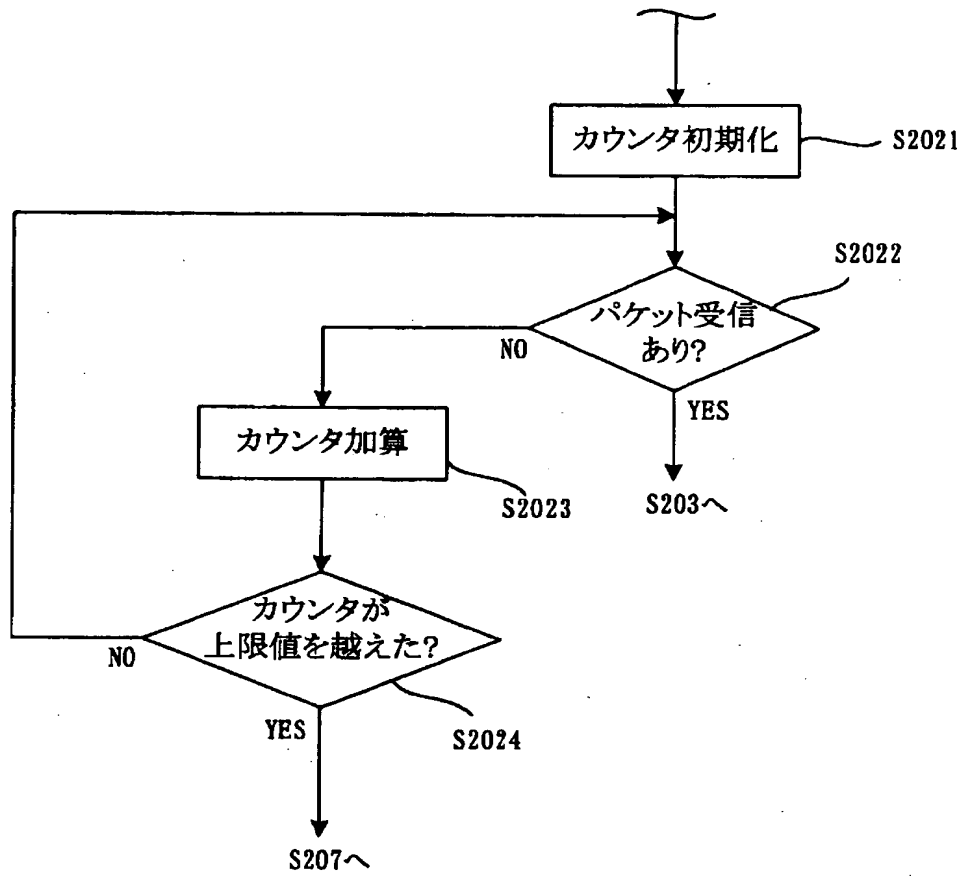 カウンタ初期化
S2021
S2022
パケット受信
あり?
NO
YES
カウンタ加算
S2023
S203へ
カウンタが
上限値を越えた?
NO
YES
S2024
S207へ